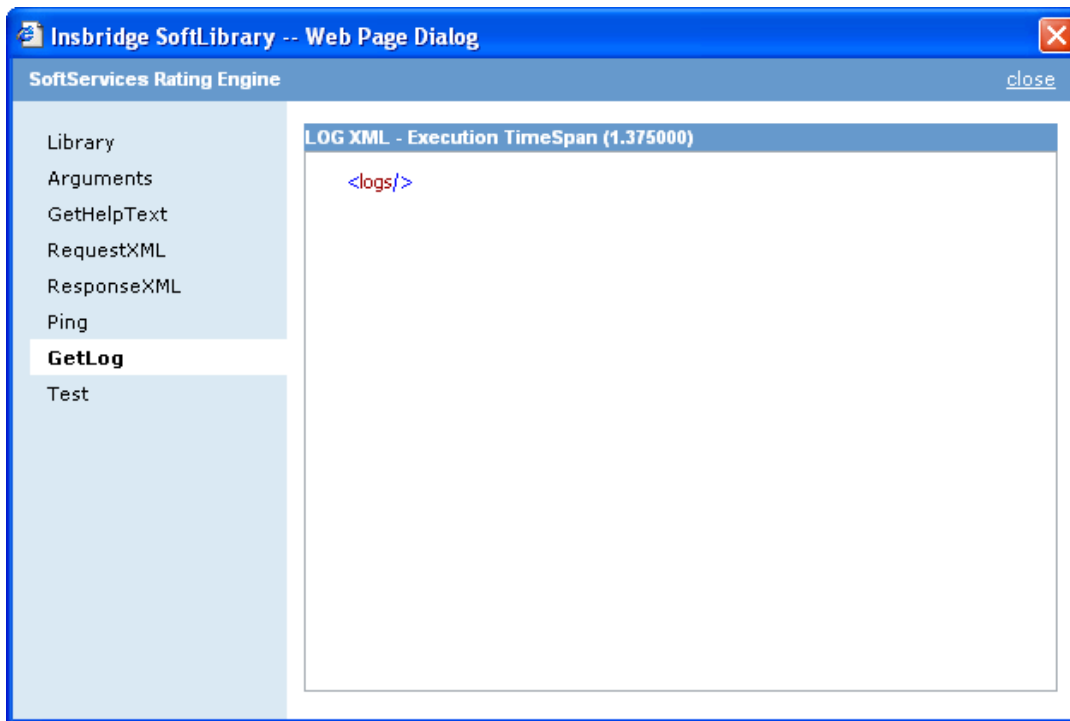 Insbridge SoftLibrary -- Web Page Dialog
SoftServices Rating Engine
close
Library
Arguments
GetHelpText
RequestXML
ResponseXML
Ping
GetLog
Test
LOG XML - Execution TimeSpan (1.375000)
<logs/>